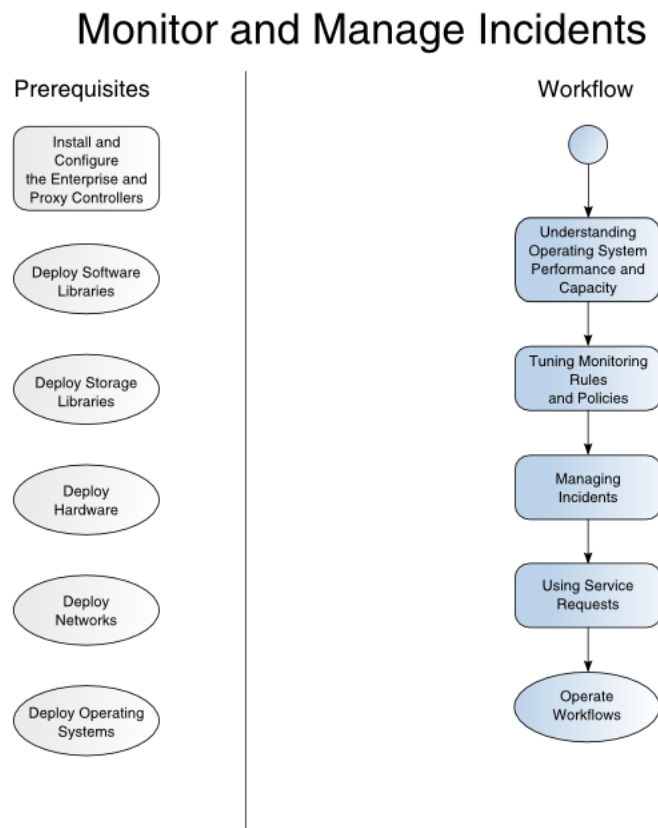 Monitor and Manage Incidents
Prerequisites
Install and
Configure
the Enterprise and
Proxy Controllers
Deploy Software
Libraries
Deploy Storage
Libraries
Deploy
Hardware
Deploy
Networks
Deploy Operating
Systems
Workflow
Understanding
Operating System
Performance and
Capacity
Tuning Monitoring
Rules
and Policies
Managing
Incidents
Using Service
Requests
Operate
Workflows